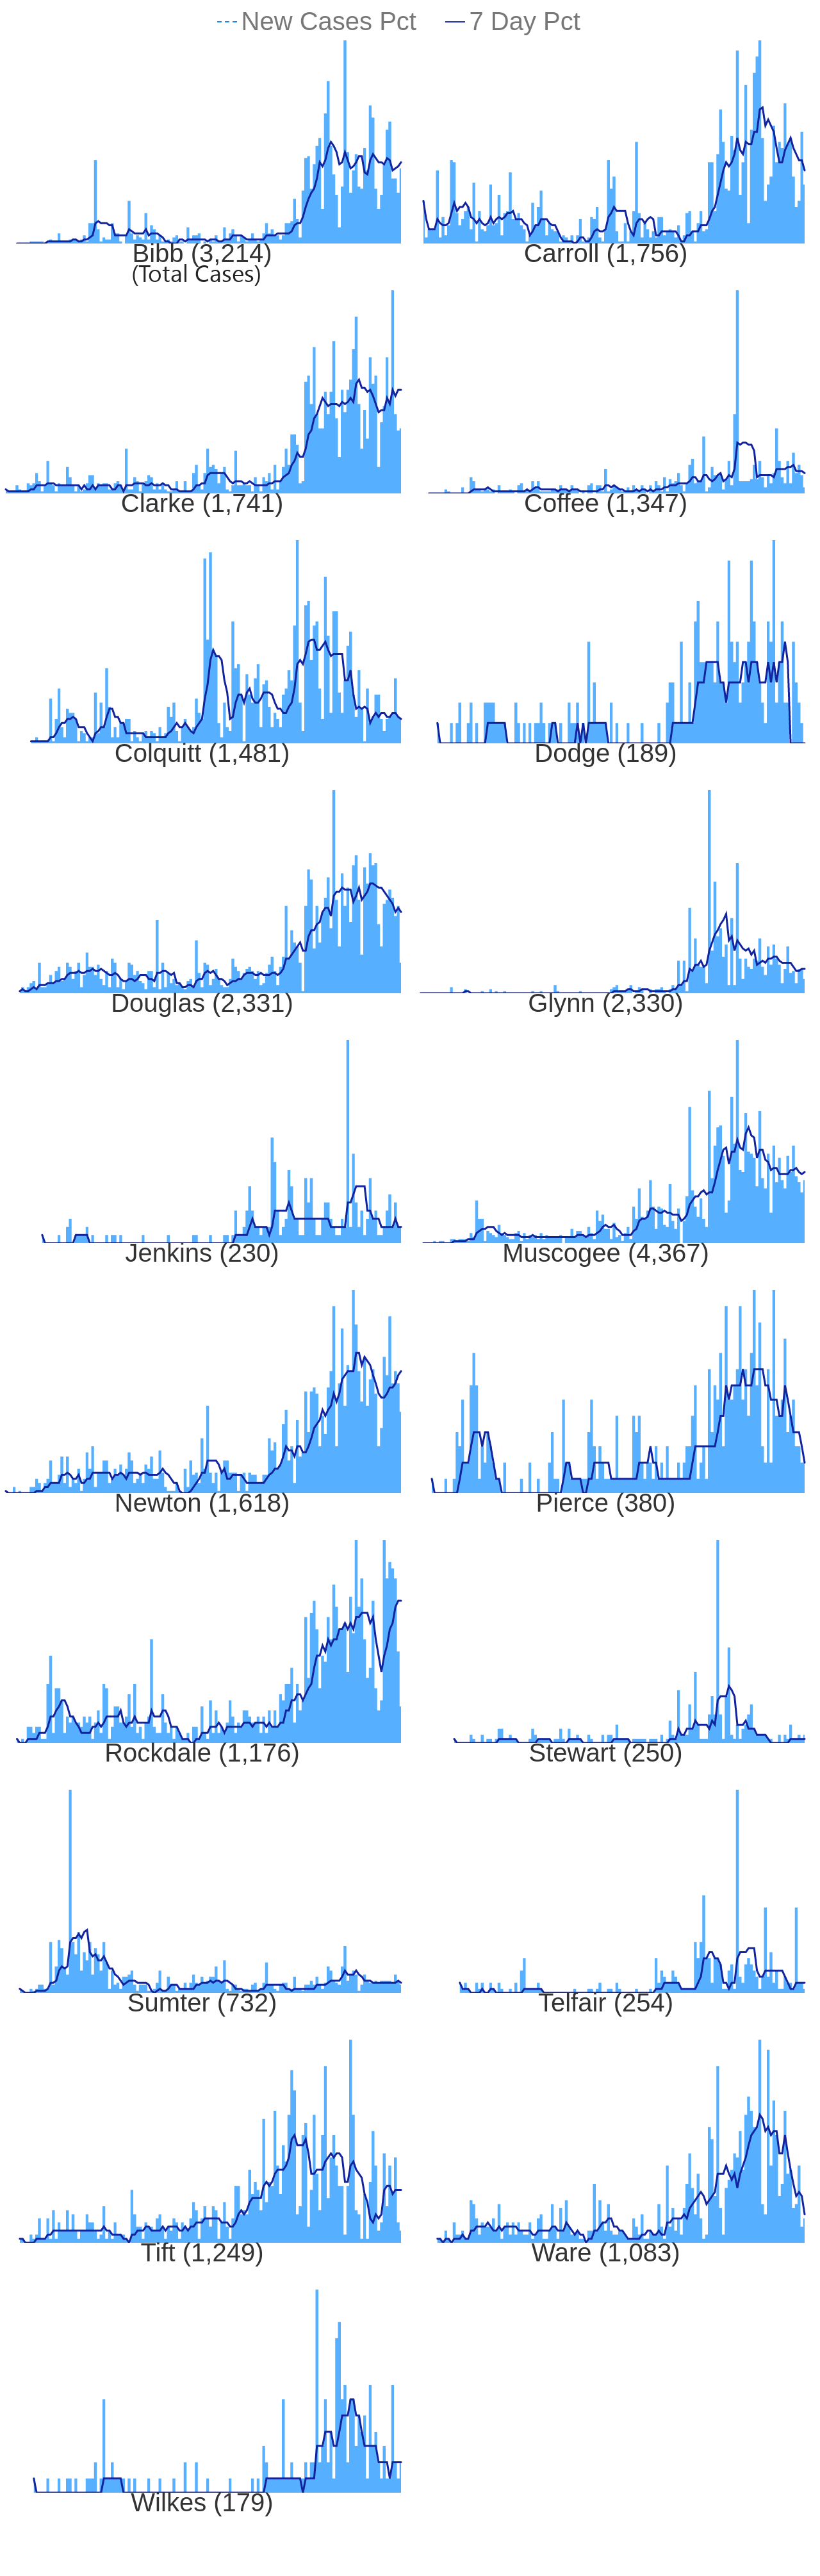 New Cases Pct 7 Day Pct
Bibb (3,214) Carroll (1,756)
(Total Cases)
Clarke (1,741) Coffee (1,347)
Colquitt (1,481) Dodge (189)
Douglas (2,331) Glynn (2,330)
Jenkins (230) Muscogee (4,367)
Newton (1,618) Pierce (380)
Rockdale (1,176) Stewart (250)
Sumter (732) Telfair (254)
Tift (1,249) Ware (1,083)
Wilkes (179)